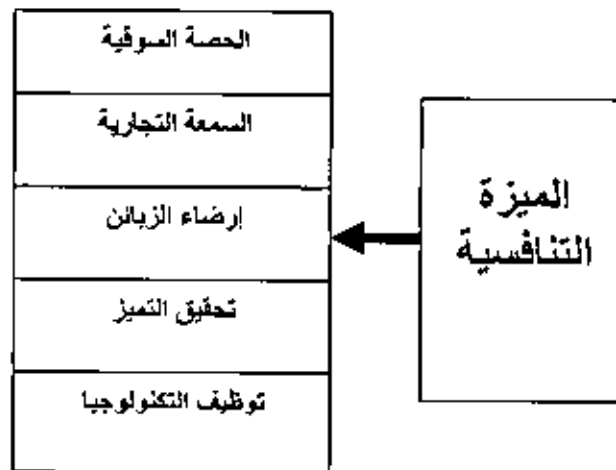 الميزة
التنافسية
الحصة السوقية
السمعة التجارية
إرضاء الزبائن
تحقيق التميز
توظيف التكنولوجيا